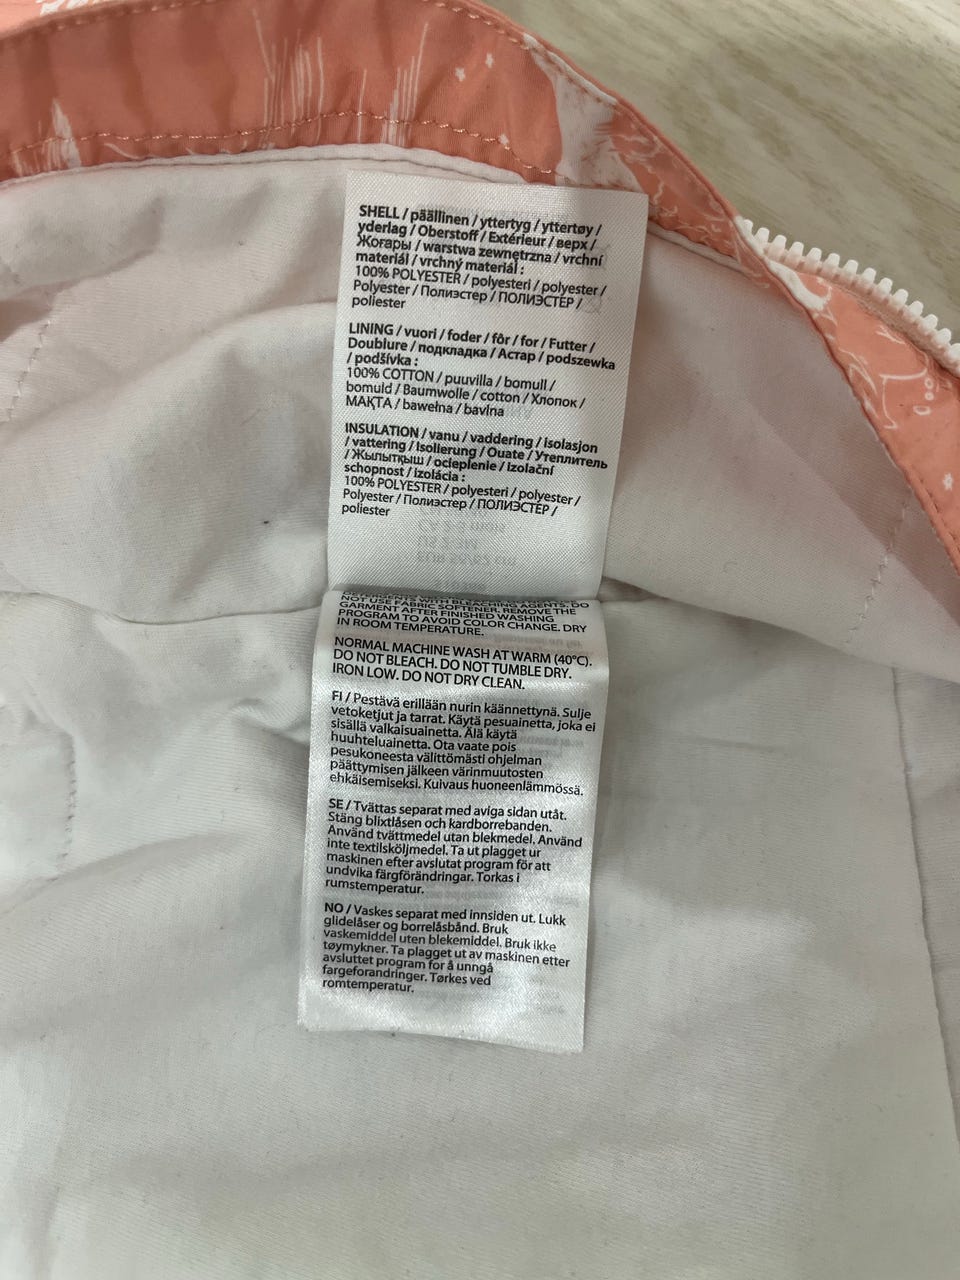 SHELL / päällinen / yttertyg / yttertøy /
yderlag / Oberstoff / Extérieur / верх /
Жоғары / warstwa zewnętrzna / vrchní
materiál / vrchný materiál :
100% POLYESTER / polyesteri / polyester /
Polyester / Полиэстер / ПОЛИЭСТЕР /
poliester
LINING / vuori / foder / fôr / for / Futter /
Doublure / подкладка / Астар / podszewka
/ podšívka :
100% COTTON / puuvilla / bomull /
bomuld / Baumwolle / cotton / Хлопок /
МАҚТА / bawełna / bavlna
INSULATION / vanu / vaddering / isolasjon
/ vattering / Isolierung / Ouate / Утеплитель
/ Жылытқыш / ocieplenie / izolační
schopnost / izolácia :
100% POLYESTER / polyesteri / polyester /
Polyester / Полиэстер / ПОЛИЭСТЕР /
poliester
DETERGENTS WITH BLEACHING AGENTS. DO
NOT USE FABRIC SOFTENER. REMOVE THE
GARMENT AFTER FINISHED WASHING
PROGRAM TO AVOID COLOR CHANGE. DRY
IN ROOM TEMPERATURE.
NORMAL MACHINE WASH AT WARM (40°C).
DO NOT BLEACH. DO NOT TUMBLE DRY.
IRON LOW. DO NOT DRY CLEAN.
FI / Pestävä erillään nurin käännettynä. Sulje
vetoketjut ja tarrat. Käytä pesuainetta, joka ei
sisällä valkaisuainetta. Älä käytä
huuhteluainetta. Ota vaate pois
pesukoneesta välittömästi ohjelman
päättymisen jälkeen värinmuutosten
ehkäisemiseksi. Kuivaus huoneenlämmössä.
SE / Tvättas separat med aviga sidan utåt.
Stäng blixtlåsen och kardborrebanden.
Använd tvättmedel utan blekmedel. Använd
inte textilsköljmedel. Ta ut plagget ur
maskinen efter avslutat program för att
undvika färgförändringar. Torkas i
rumstemperatur.
NO / Vaskes separat med innsiden ut. Lukk
glidelåser og borrelåsbånd. Bruk
vaskemiddel uten blekemiddel. Bruk ikke
tøymykner. Ta plagget ut av maskinen etter
avsluttet program for å unngå
fargeforandringer. Tørkes ved
romtemperatur.